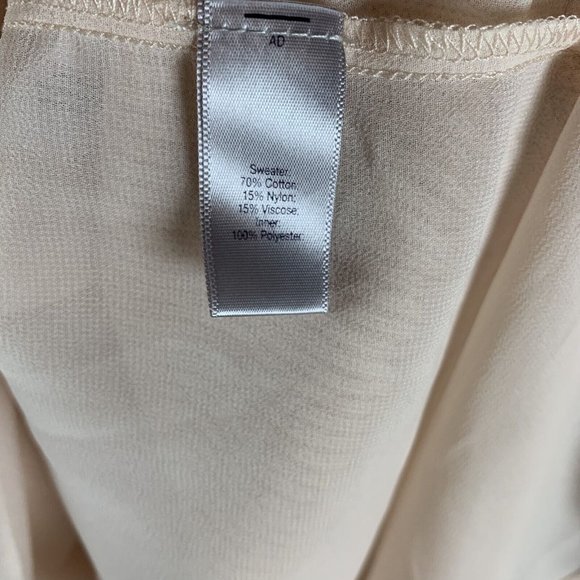 AD
Sweater:
70% Cotton;
15% Nylon;
15% Viscose;
Inner:
100% Polyester